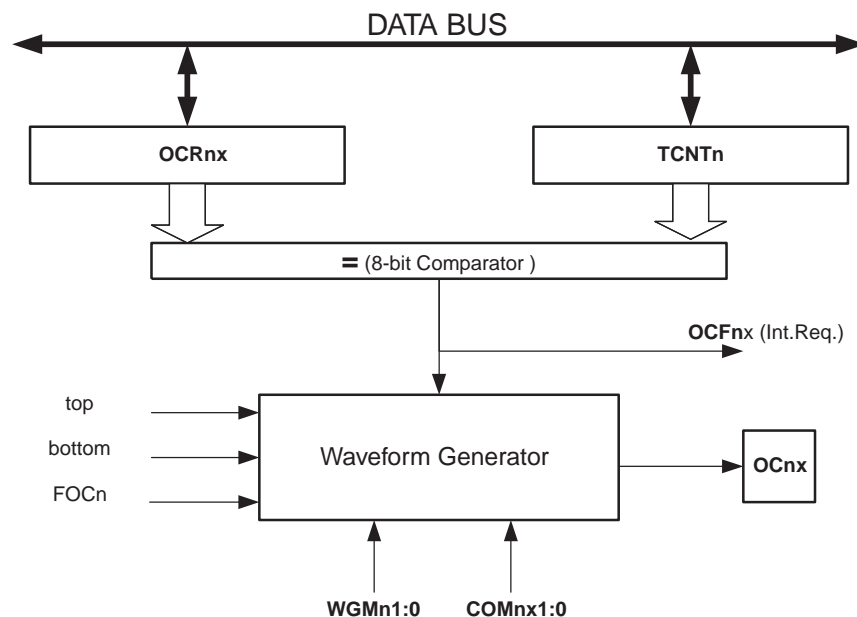 DATA BUS
OCRnx
TCNTn
= (8-bit Comparator )
OCFnx (Int.Req.)
top
bottom
FOCn
Waveform Generator
OCnx
WGMn1:0
COMnx1:0